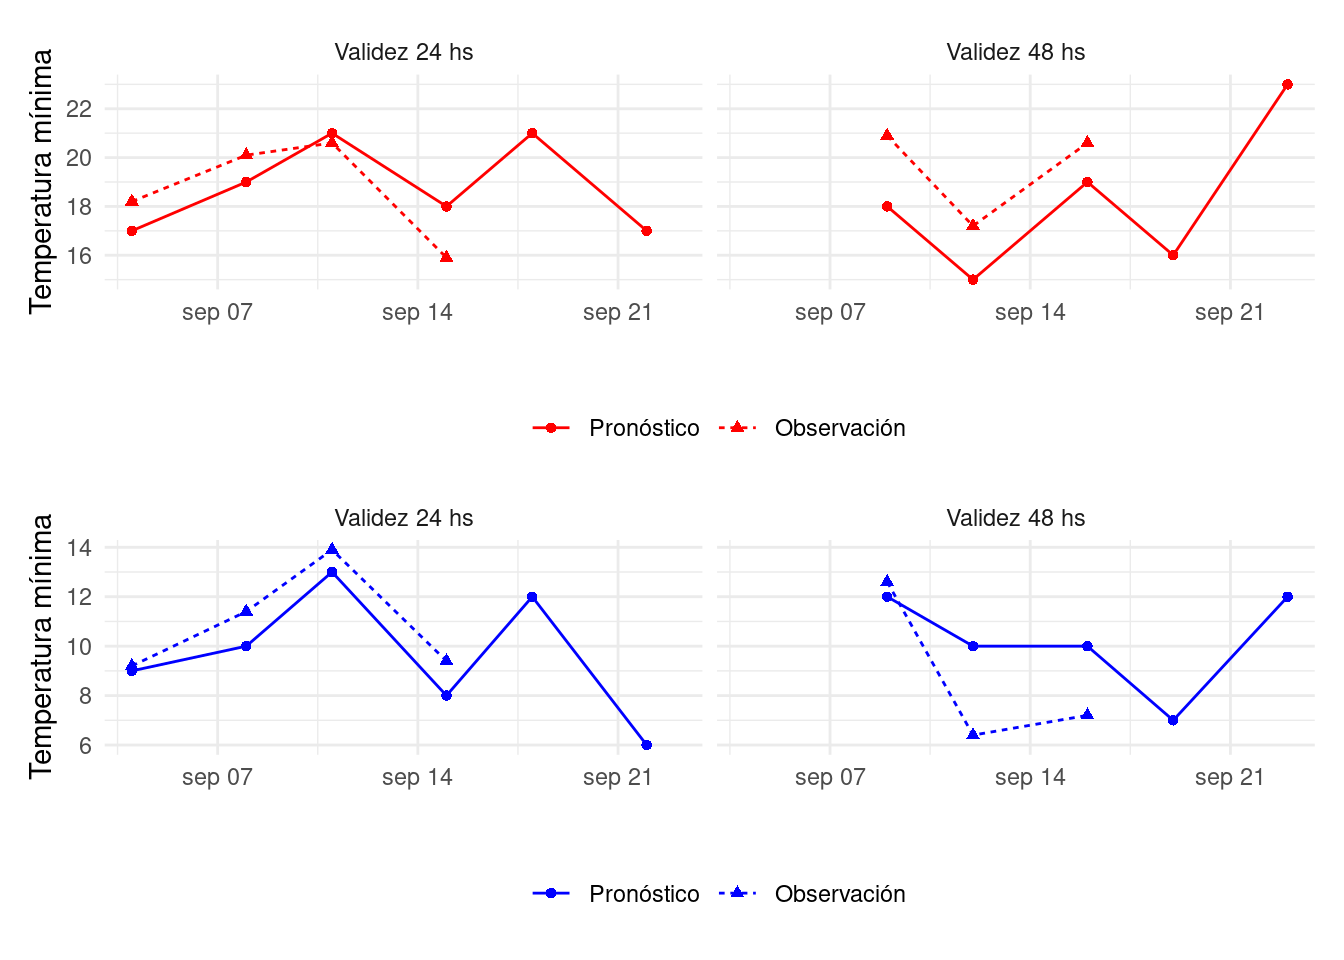 Validez 24 hs Validez 48 hs
Temperatura mínima
22
20
18
16
sep 07 sep 14 sep 21 sep 07 sep 14 sep 21
Pronóstico Observación
Validez 24 hs Validez 48 hs
Temperatura mínima
14
12
10
8
6
sep 07 sep 14 sep 21 sep 07 sep 14 sep 21
Pronóstico Observación